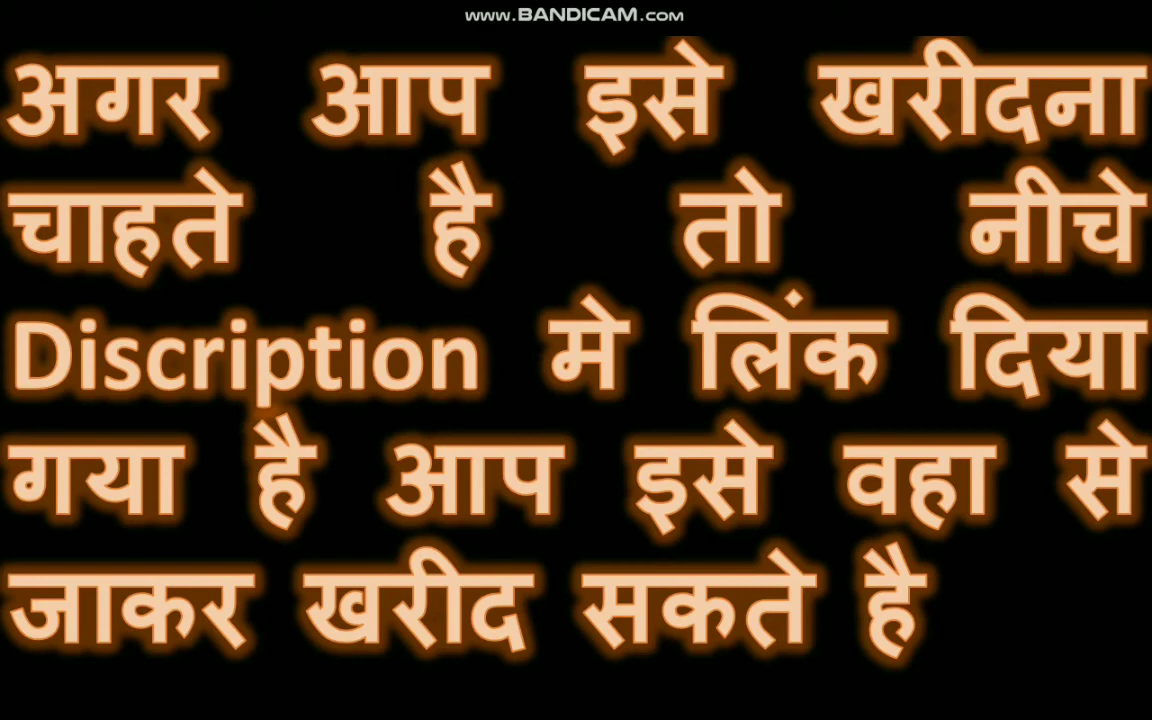 www.BANDICAM.com
अगर आप इसे खरीदना
चाहते है तो नीचे
Discription मे लिंक दिया
गया है आप इसे वहा से
जाकर खरीद सकते है